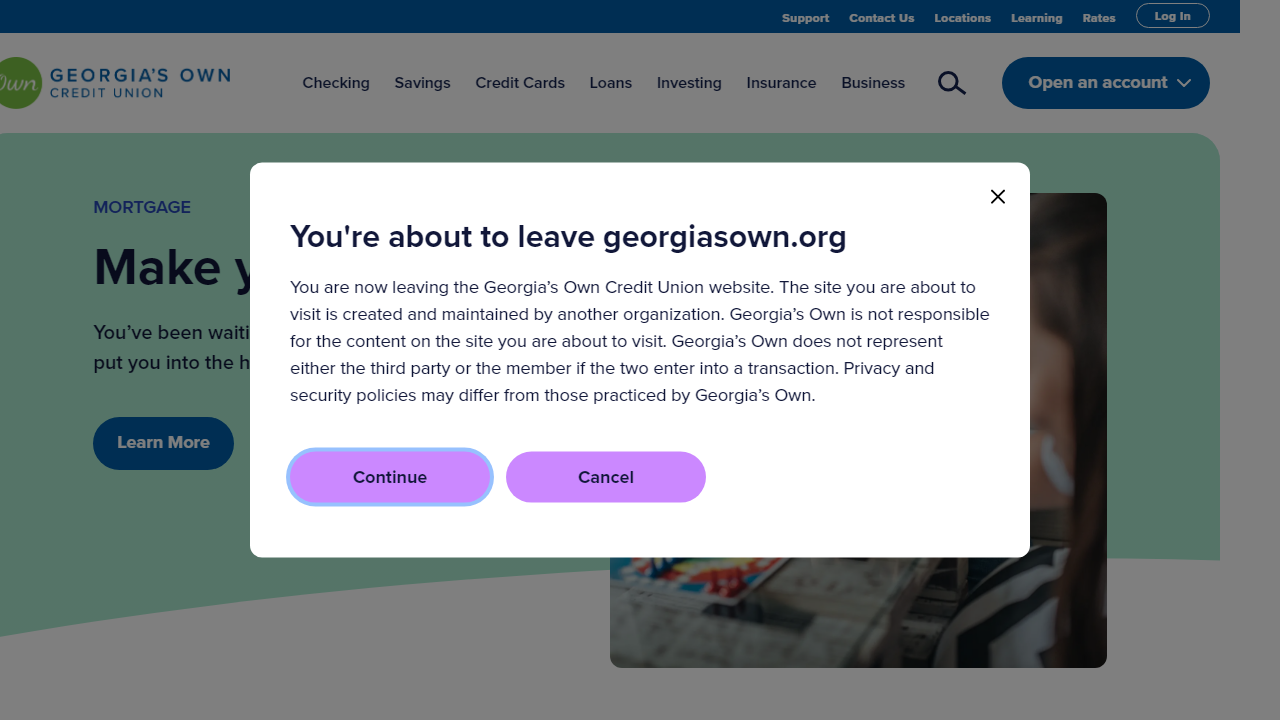 Support Contact Us Locations Learning Rates Log In
Own GEORGIA'S OWN
CREDIT UNION
Checking Savings Credit Cards Loans Investing Insurance Business Open an account
MORTGAGE
Make
You've been
put you into the
Learn More
You're about to leave georgiasown.org
You are now leaving the Georgia's Own Credit Union website. The site you are about to
visit is created and maintained by another organization. Georgia's Own is not responsible
for the content on the site you are about to visit. Georgia's Own does not represent
either the third party or the member if the two enter into a transaction. Privacy and
security policies may differ from those practiced by Georgia's Own.
Continue Cancel